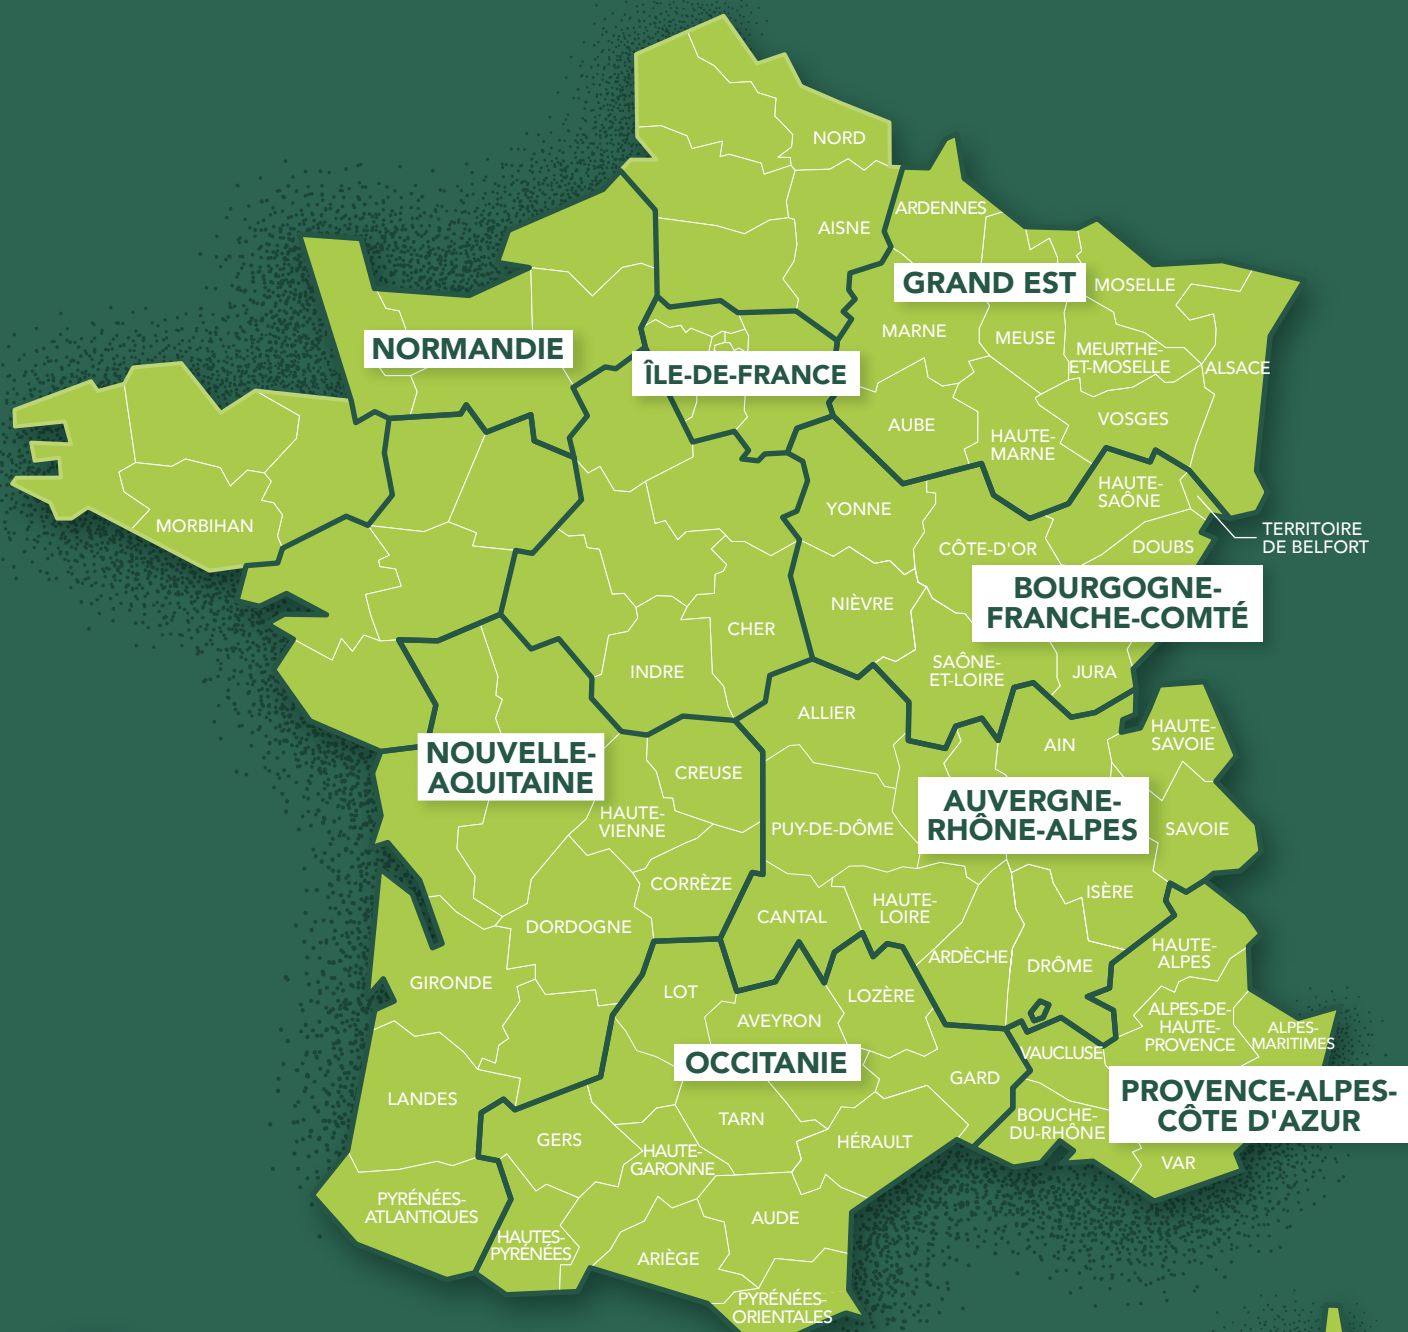 NORD
AISNE
ARDENNES
GRAND EST
MOSELLE
MARNE
MEUSE
MEURTHE-
ET-MOSELLE
ALSACE
AUBE
HAUTE-
MARNE
VOSGES
NORMANDIE
ÎLE-DE-FRANCE
MORBIHAN
YONNE
CÔTE-D'OR
HAUTE-
SAÔNE
DOUBS
TERRITOIRE
DE BELFORT
BOURGOGNE-
FRANCHE-COMTÉ
NIÈVRE
CHER
INDRE
SAÔNE-
ET-LOIRE
JURA
ALLIER
AIN
HAUTE-
SAVOIE
NOUVELLE-
AQUITAINE
CREUSE
HAUTE-
VIENNE
PUY-DE-DÔME
AUVERGNE-
RHÔNE-ALPES
SAVOIE
CORRÈZE
CANTAL
HAUTE-
LOIRE
ISÈRE
DORDOGNE
ARDÈCHE
DRÔME
HAUTE-
ALPES
GIRONDE
LOT
AVEYRON
LOZÈRE
ALPES-DE-
HAUTE-
PROVENCE
ALPES-
MARITIMES
OCCITANIE
VAUCLUSE
GARD
LANDES
PROVENCE-ALPES-
CÔTE D'AZUR
TARN
BOUCHE-
DU-RHÔNE
GERS
HAUTE-
GARONNE
HÉRAULT
VAR
PYRÉNÉES-
ATLANTIQUES
HAUTES-
PYRÉNÉES
AUDE
ARIÈGE
PYRÉNÉES-
ORIENTALES